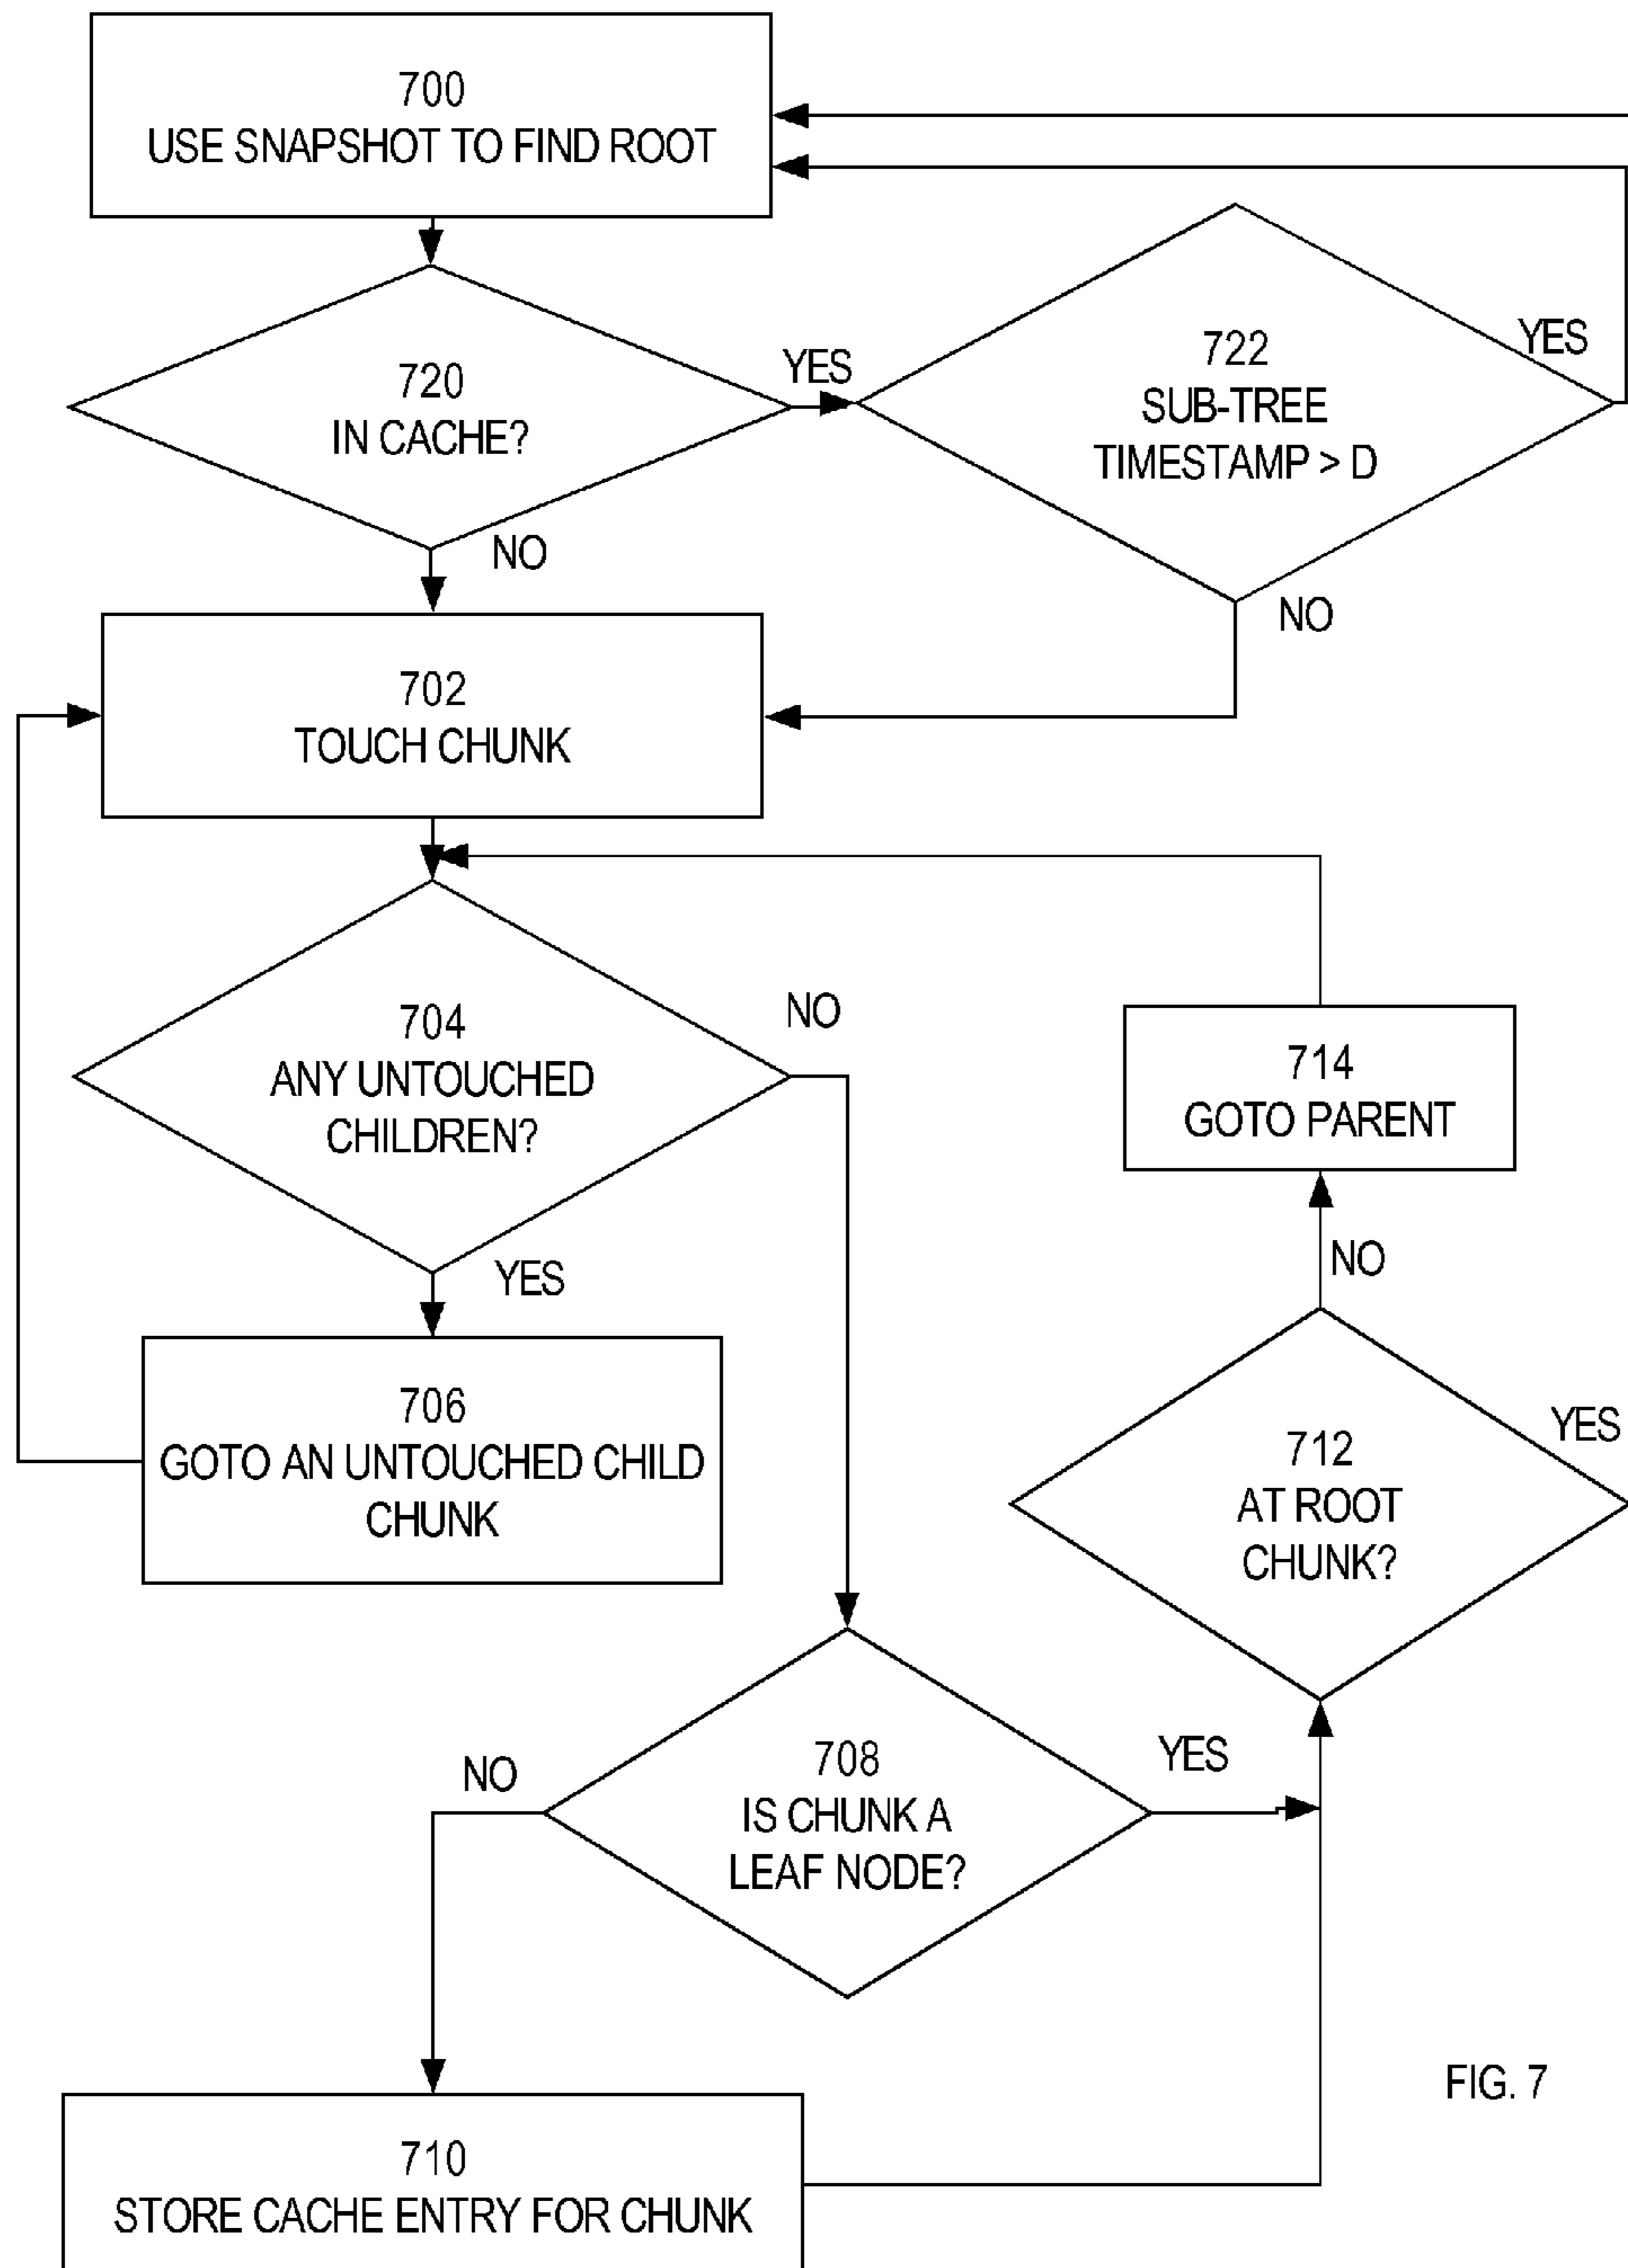 700
USE SNAPSHOT TO FIND ROOT
720
IN CACHE?
YES
722
SUB-TREE
TIMESTAMP > D
YES
NO
NO
702
TOUCH CHUNK
704
ANY UNTOUCHED
CHILDREN?
NO
714
GOTO PARENT
YES
NO
706
GOTO AN UNTOUCHED CHILD
CHUNK
712
AT ROOT
CHUNK?
YES
708
IS CHUNK A
LEAF NODE?
NO
YES
710
STORE CACHE ENTRY FOR CHUNK
FIG. 7